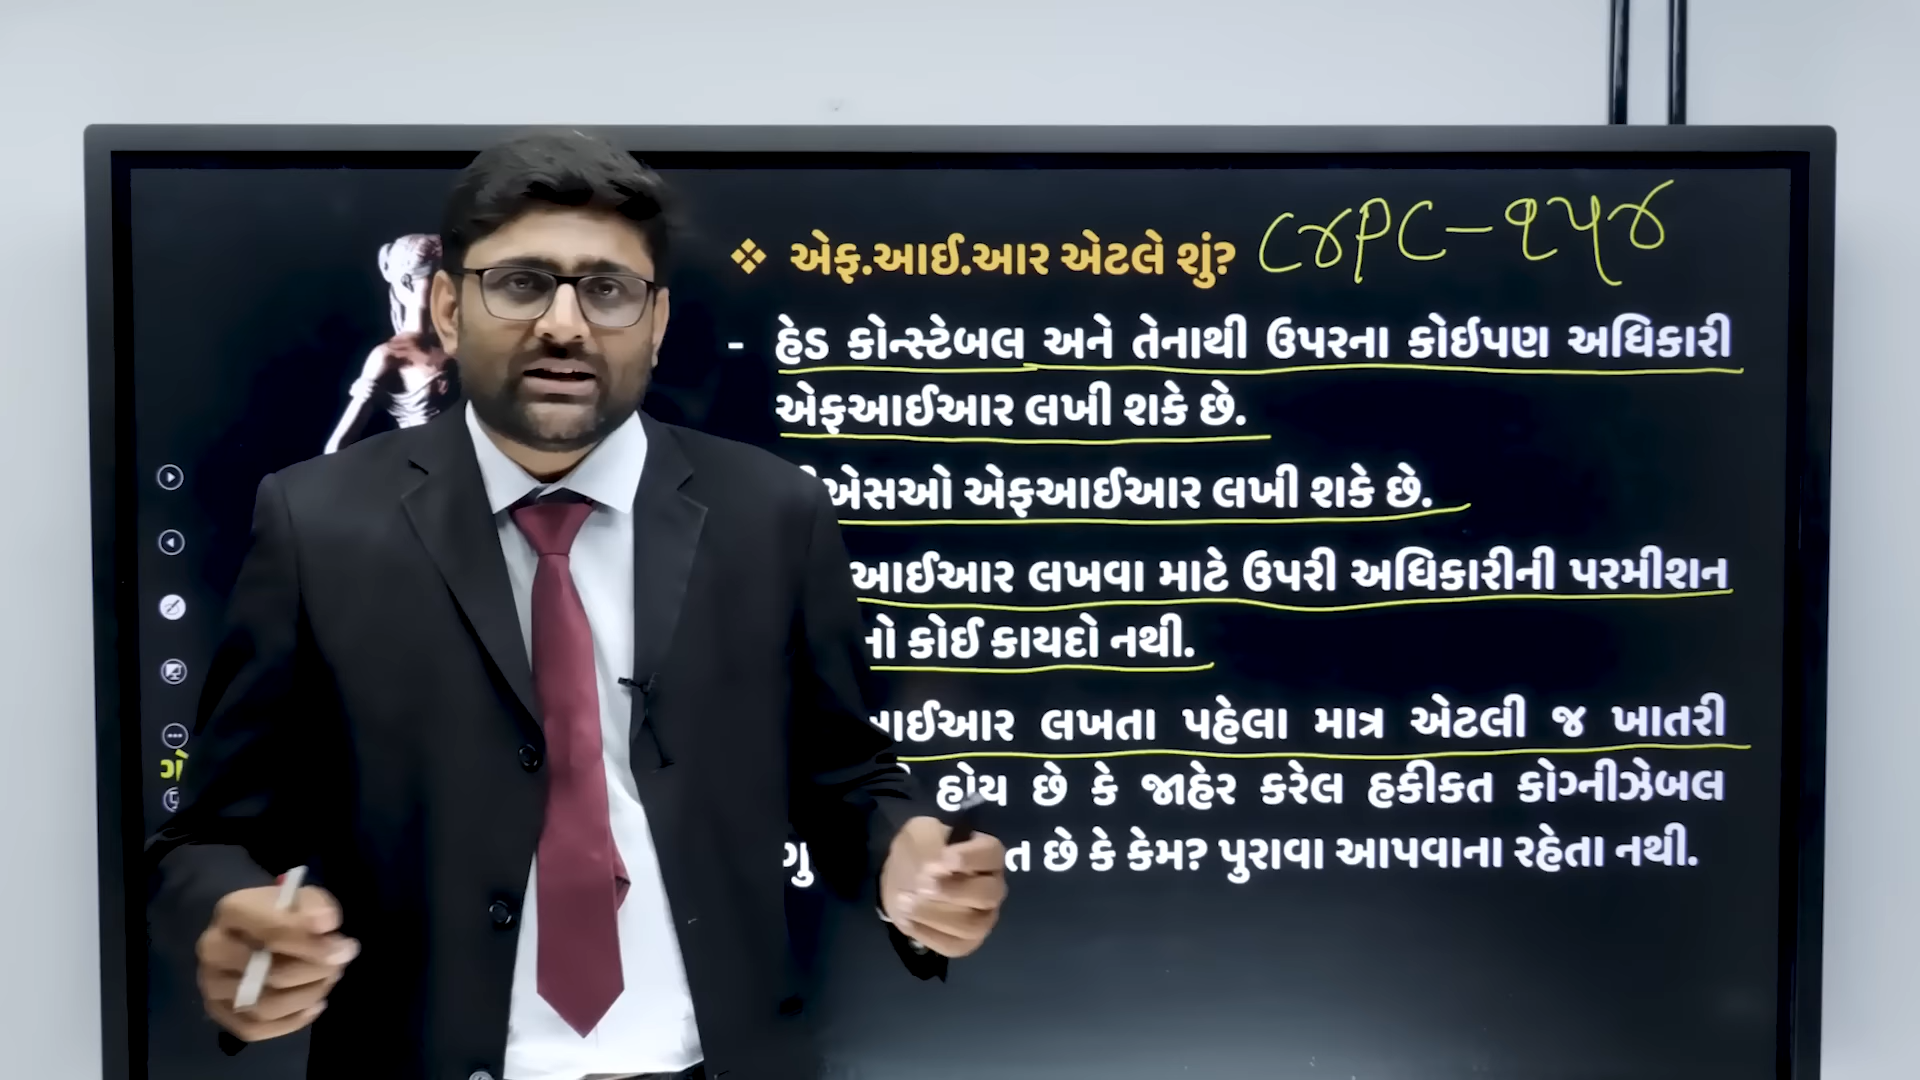 ❖ એફ.આઈ.આર એટલે શું? CrPC-૧૫૪
- હેડ કોન્સ્ટેબલ અને તેનાથી ઉપરના કોઇપણ અધિકારી
એફઆઈઆર લખી શકે છે.
એસઓ એફઆઈઆર લખી શકે છે.
આઈઆર લખવા માટે ઉપરી અધિકારીની પરમીશન
નો કોઈ કાયદો નથી.
આઈઆર લખતા પહેલા માત્ર એટલી જ ખાતરી
હોય છે કે જાહેર કરેલ હકીકત કોગ્નીઝેબલ
ગુ ત છે કે કેમ? પુરાવા આપવાના રહેતા નથી.